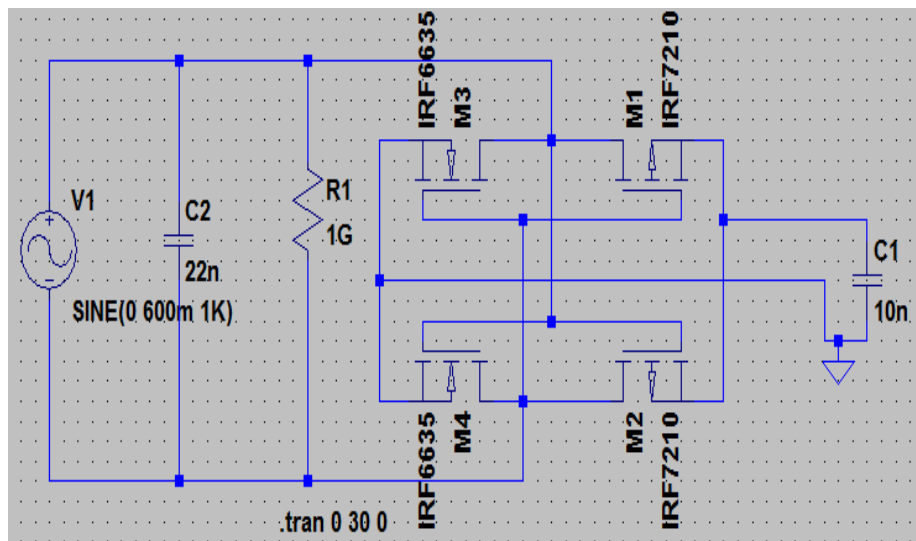 IRF6635
M3
M1
IRF7210
V1
C2
22n
R1
1G
C1
10n
SINE(0 600m 1K)
IRF6635
M4
M2
IRF7210
.tran 0 30 0